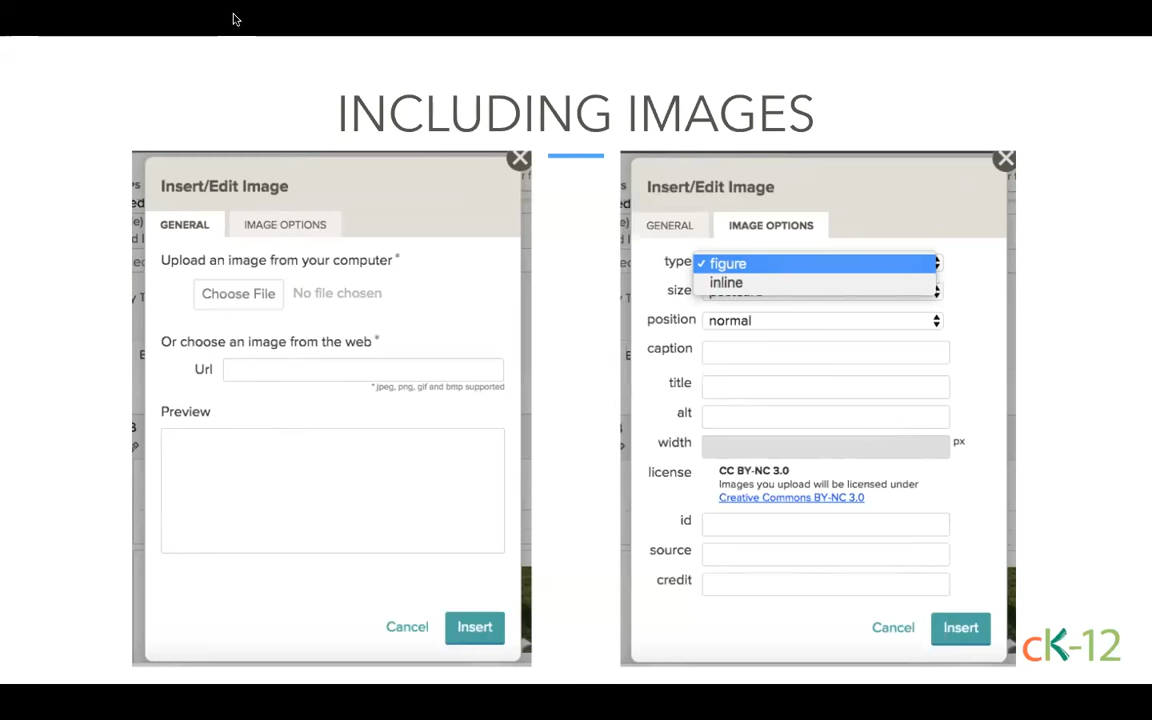 INCLUDING IMAGES
Insert/Edit Image
GENERAL IMAGE OPTIONS
Upload an image from your computer *
Choose File No file chosen
Or choose an image from the web *
Url
* jpeg, png, gif and bmp supported
Preview
Cancel Insert
Insert/Edit Image
GENERAL IMAGE OPTIONS
type ✓ figure
inline
size
position normal
caption
title
alt
width px
license CC BY-NC 3.0
Images you upload will be licensed under
Creative Commons BY-NC 3.0
id
source
credit
Cancel Insert
cK-12